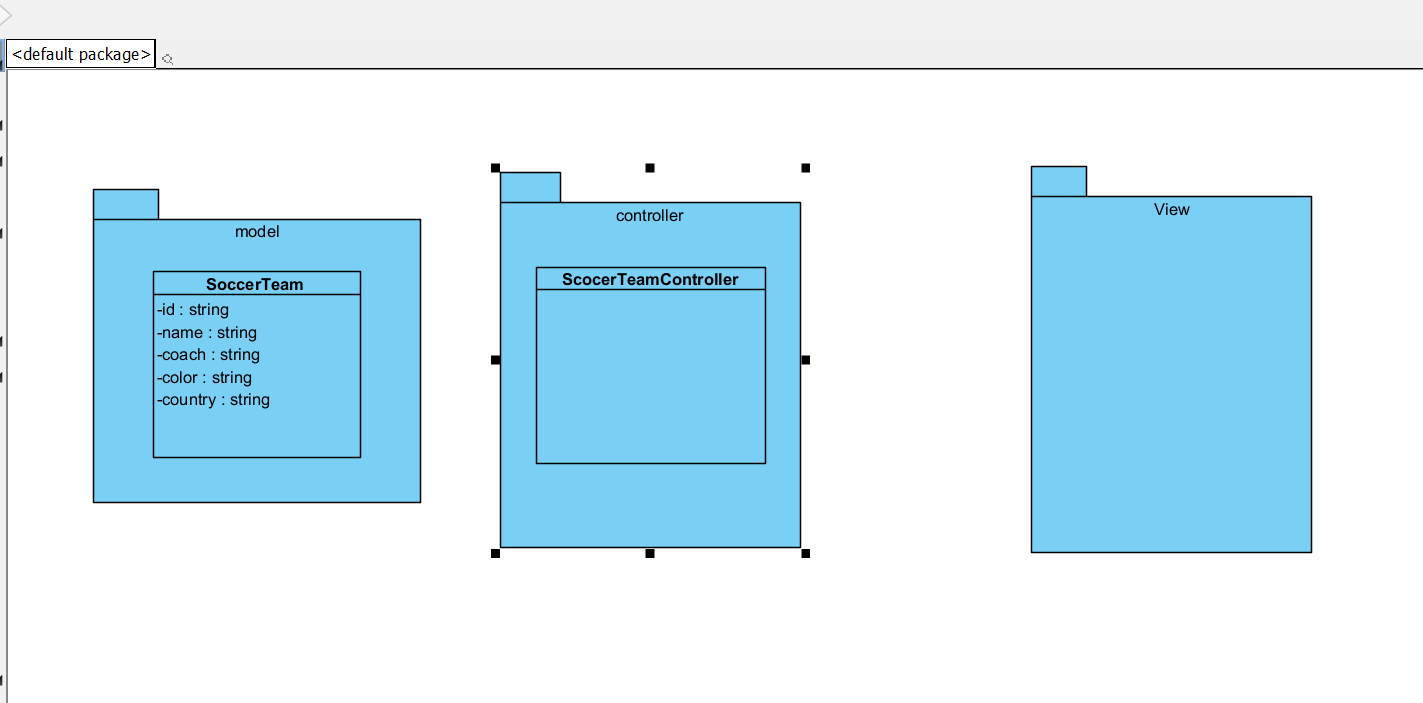 <default package>
model
SoccerTeam
-id : string
-name : string
-coach : string
-color : string
-country : string
controller
ScocerTeamController
View